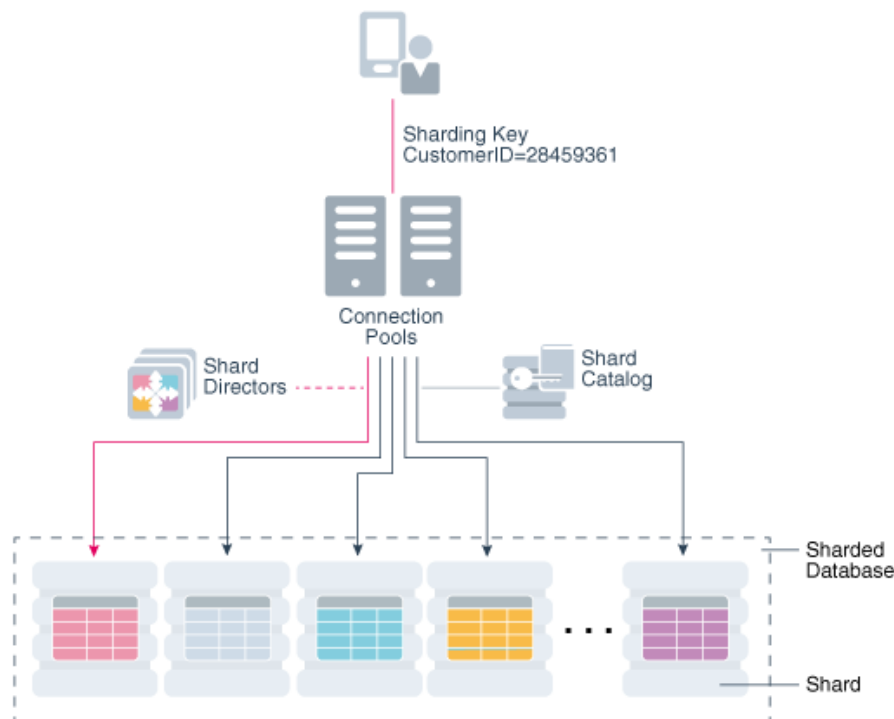 Sharding Key
CustomerID=28459361
Connection
Pools
Shard
Directors
Shard
Catalog
Sharded
Database
. . .
Shard